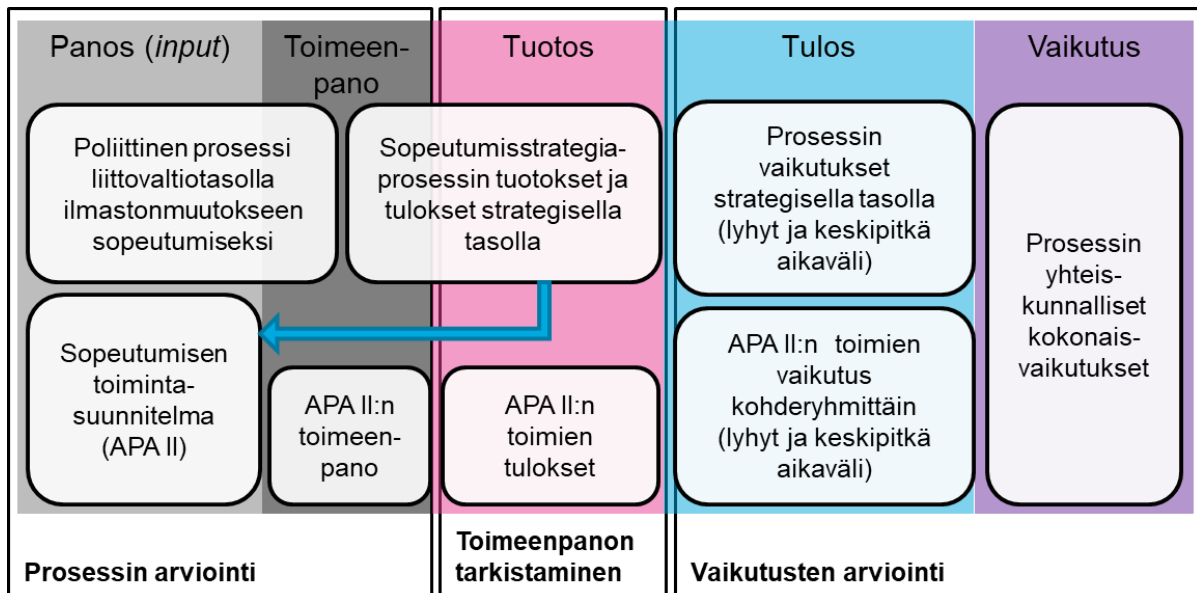 Panos (input)
Toimeen-
pano
Tuotos
Tulos
Vaikutus
Poliittinen prosessi
liittovaltiotasolla
ilmastonmuutokseen
sopeutumiseksi
Sopeutumisstrategia-
prosessin tuotokset ja
tulokset strategisella
tasolla
Prosessin
vaikutukset
strategisella tasolla
(lyhyt ja keskipitkä
aikaväli)
Prosessin
yhteis-
kunnalliset
kokonais-
vaikutukset
Sopeutumisen
toiminta-
suunnitelma
(APA II)
APA II:n
toimeen-
pano
APA II:n
toimien
tulokset
APA II:n toimien
vaikutus
kohderyhmittäin
(lyhyt ja keskipitkä
aikaväli)
Prosessin arviointi
Toimeenpanon
tarkistaminen
Vaikutusten arviointi